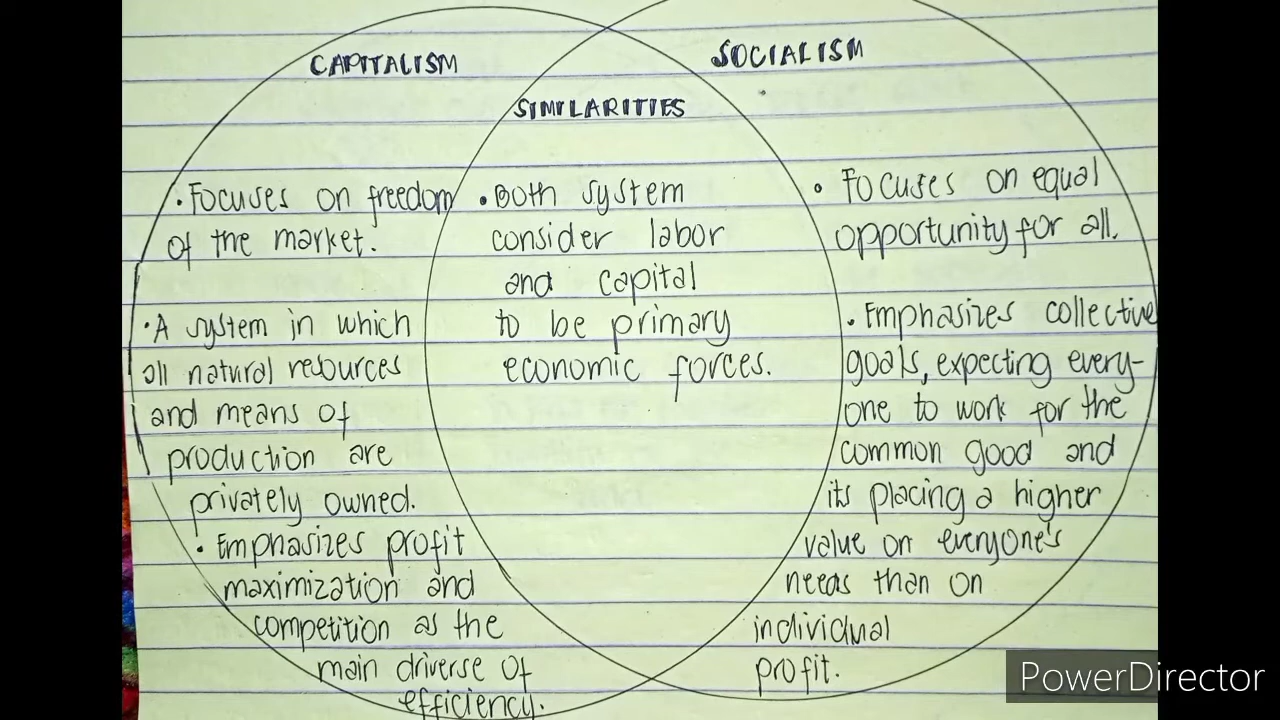 CAPITALISM
SOCIALISM
SIMILARITIES
• Focuses on freedom
of the market.
• A system in which
all natural resources
and means of
production are
privately owned.
• Emphasizes profit
maximization and
competition as the
main driverse of
efficiency.
• Both system
consider labor
and capital
to be primary
economic forces.
• Focuses on equal
opportunity for all.
• Emphasizes collective
goals, expecting every-
one to work for the
common good and
its placing a higher
value on everyone's
needs than on
individual
profit.
PowerDirector